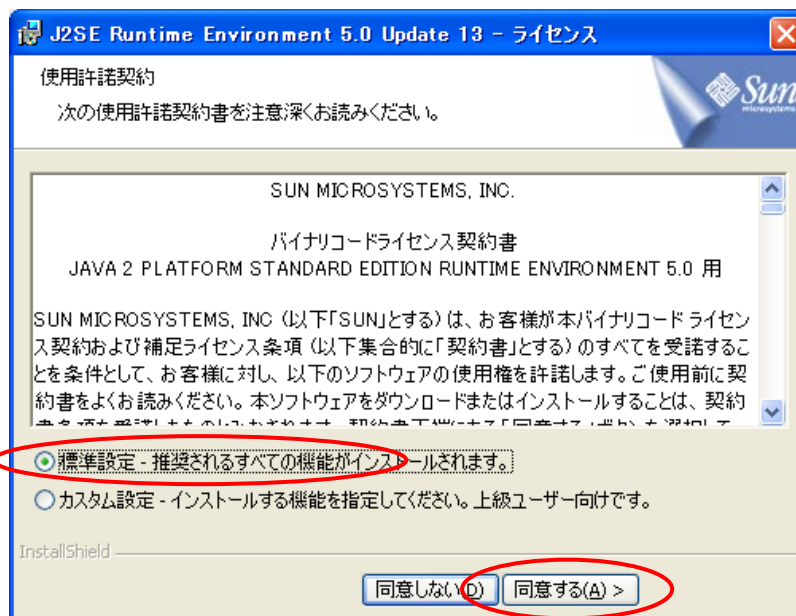 J2SE Runtime Environment 5.0 Update 13 - ライセンス
使用許諾契約
次の使用許諾契約書を注意深くお読みください。
Sun
microsystems
SUN MICROSYSTEMS, INC.
バイナリコードライセンス契約書
JAVA 2 PLATFORM STANDARD EDITION RUNTIME ENVIRONMENT 5.0 用
SUN MICROSYSTEMS, INC (以下「SUN」とする) は、お客様が本バイナリコード ライセン
ス契約および補足ライセンス条項 (以下集合的に「契約書」とする) のすべてを受諾するこ
とを条件として、お客様に対し、以下のソフトウェアの使用権を許諾します。ご使用前に契
約書をよくお読みください。本ソフトウェアをダウンロードまたはインストールすることは、契約
標準設定 - 推奨されるすべての機能がインストールされます。
カスタム設定 - インストールする機能を指定してください。上級ユーザー向けです。
InstallShield
同意しない(D)
同意する(A) >